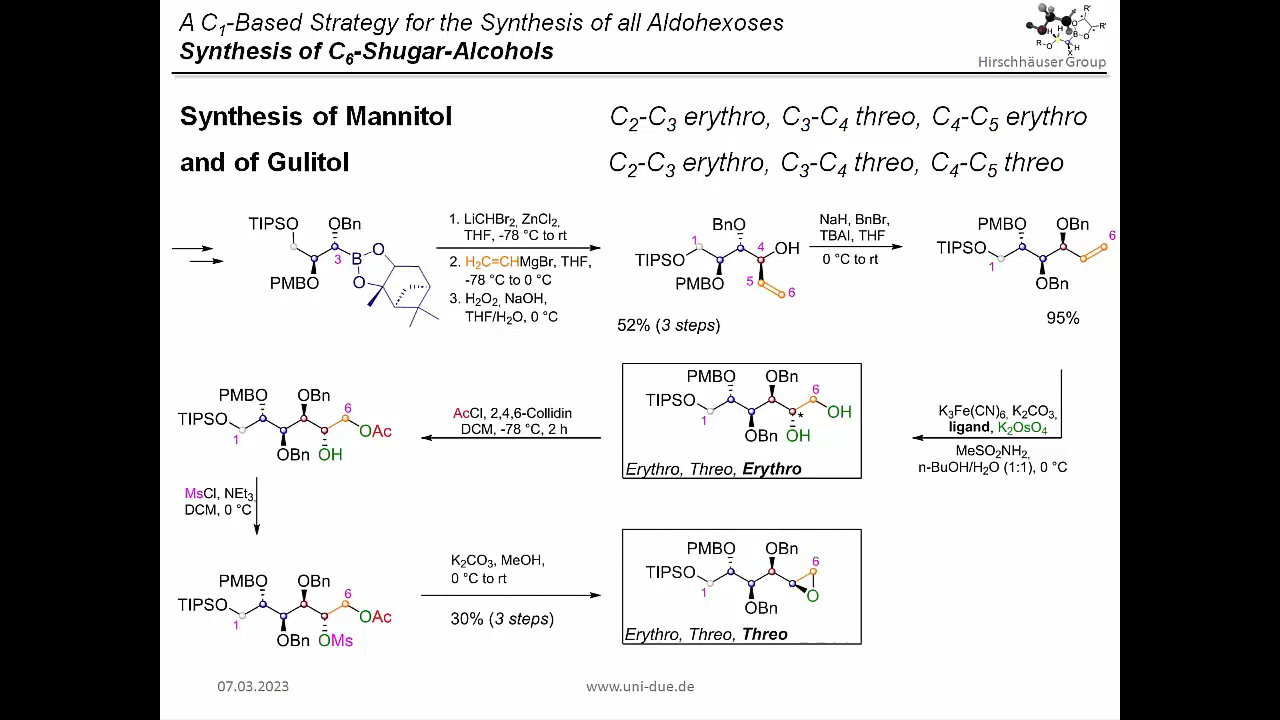 A C1-Based Strategy for the Synthesis of all Aldohexoses
Synthesis of C6-Shugar-Alcohols
Hirschhäuser Group
Synthesis of Mannitol
C2-C3 erythro, C3-C4 threo, C4-C5 erythro
and of Gulitol
C2-C3 erythro, C3-C4 threo, C4-C5 threo
TIPSO OBn
3 B O
O
PMBO
1. LiCHBr2, ZnCl2,
THF, -78 °C to rt
2. H2C=CHMgBr, THF,
-78 °C to 0 °C
3. H2O2, NaOH,
THF/H2O, 0 °C
BnO
1 4 OH
TIPSO
PMBO 5 6
52% (3 steps)
NaH, BnBr,
TBAI, THF
0 °C to rt
PMBO OBn
6
TIPSO
1
OBn
95%
K3Fe(CN)6, K2CO3,
ligand, K2OsO4
MeSO2NH2,
n-BuOH/H2O (1:1), 0 °C
PMBO OBn
6
TIPSO OH
1 *
OBn OH
Erythro, Threo, Erythro
AcCl, 2,4,6-Collidin
DCM, -78 °C, 2 h
PMBO OBn
6
TIPSO OAc
1
OBn OH
MsCl, NEt3,
DCM, 0 °C
PMBO OBn
6
TIPSO OAc
1
OBn OMs
K2CO3, MeOH,
0 °C to rt
30% (3 steps)
PMBO OBn
6
TIPSO
1 O
OBn
Erythro, Threo, Threo
07.03.2023
www.uni-due.de